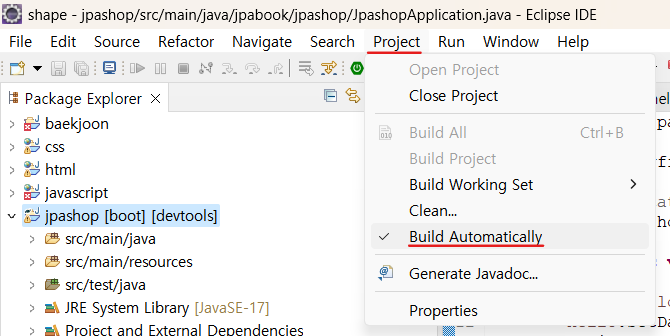 shape - jpashop/src/main/java/jpabook/jpashop/JpashopApplication.java - Eclipse IDE
File Edit Source Refactor Navigate Search Project Run Window Help
Package Explorer
baekjoon
css
html
javascript
jpashop [boot] [devtools]
src/main/java
src/main/resources
src/test/java
JRE System Library [JavaSE-17]
Project and External Dependencies
Open Project
Close Project
Build All Ctrl+B
Build Project
Build Working Set
Clean...
Build Automatically
Generate Javadoc...
Properties